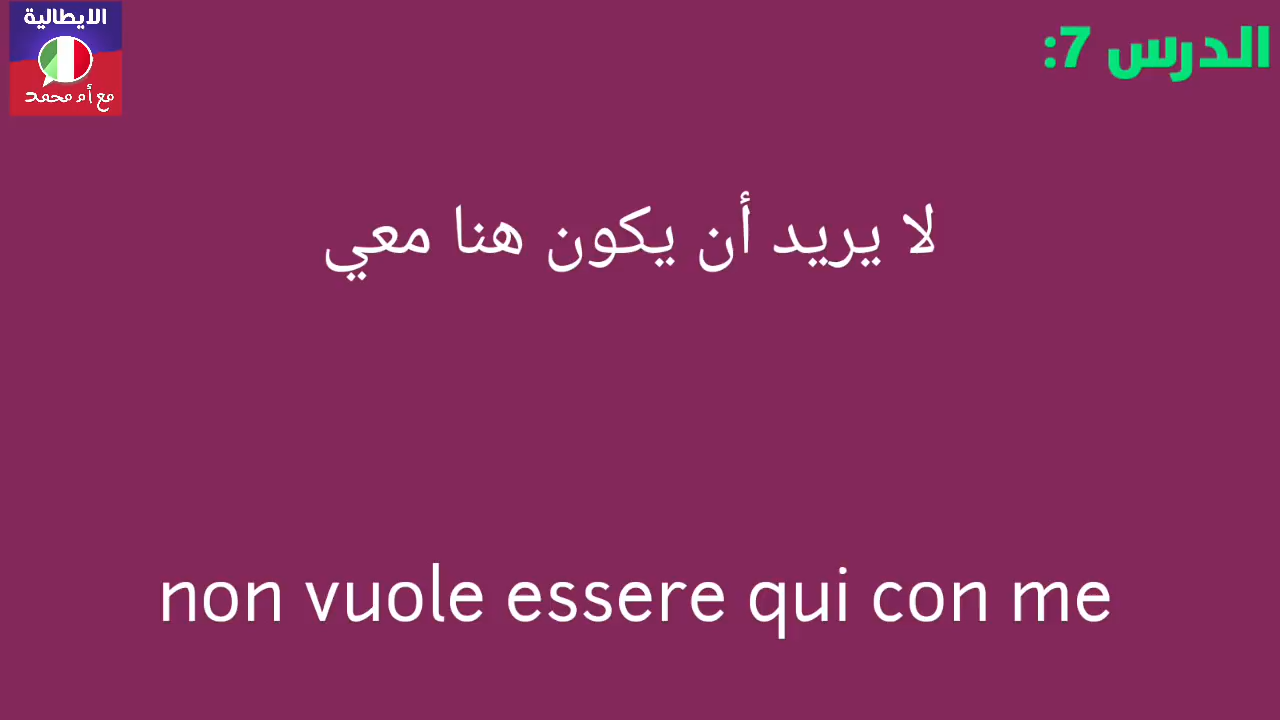 الايطالية
مع أم محمد
الدرس 7:
لا يريد أن يكون هنا معي
non vuole essere qui con me